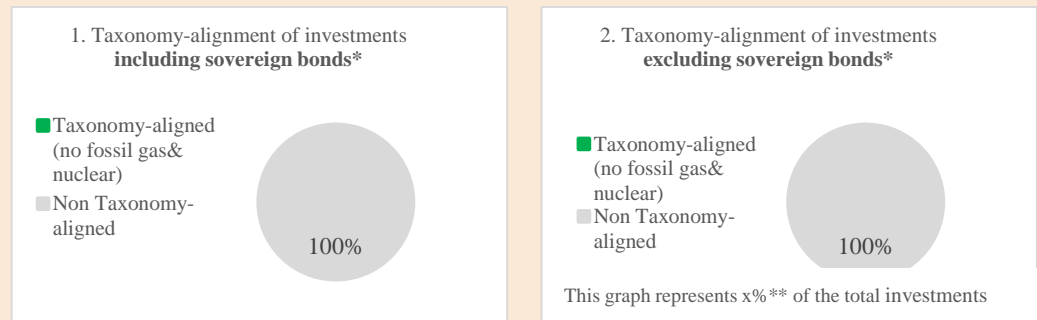 1. Taxonomy-alignment of investments
including sovereign bonds*
Taxonomy-aligned
(no fossil gas&
nuclear)
Non Taxonomy-
aligned
100%
2. Taxonomy-alignment of investments
excluding sovereign bonds*
Taxonomy-aligned
(no fossil gas&
nuclear)
Non Taxonomy-
aligned
100%
This graph represents x%** of the total investments